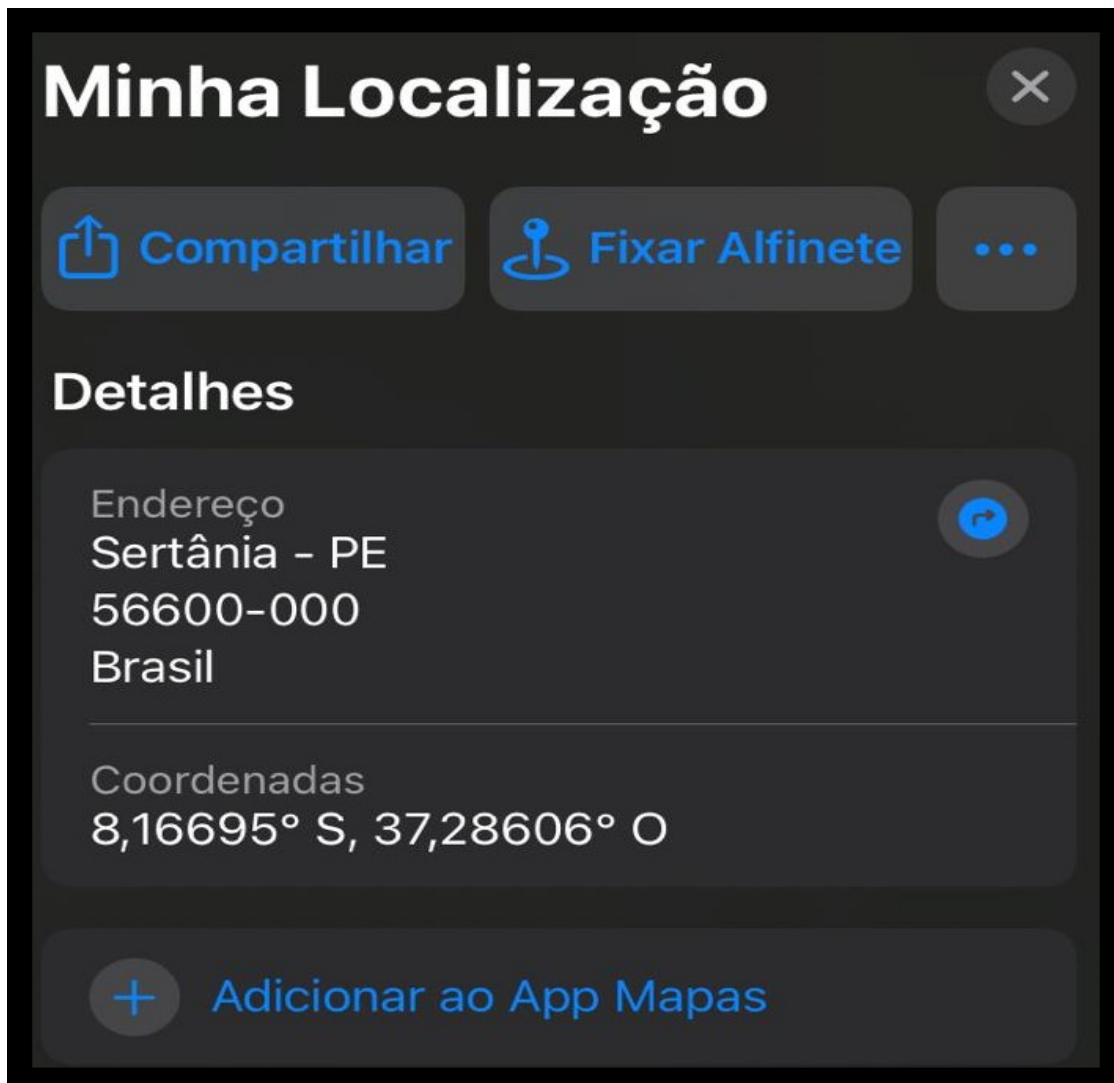 Minha Localização
Compartilhar
Fixar Alfinete
Detalhes
Endereço
Sertânia - PE
56600-000
Brasil
Coordenadas
8,16695° S, 37,28606° O
Adicionar ao App Mapas